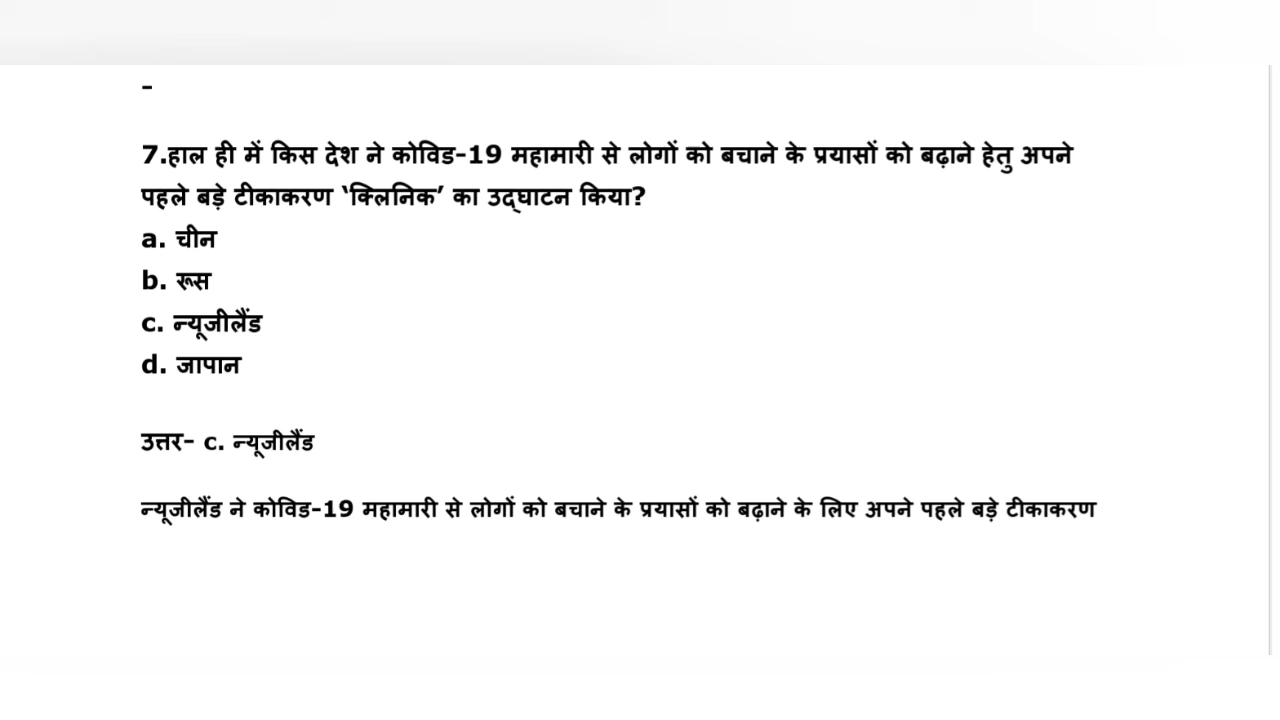 -
7.हाल ही में किस देश ने कोविड-19 महामारी से लोगों को बचाने के प्रयासों को बढ़ाने हेतु अपने
पहले बड़े टीकाकरण ‘क्लिनिक’ का उद्घाटन किया?
a. चीन
b. रूस
c. न्यूजीलैंड
d. जापान
उत्तर- c. न्यूजीलैंड
न्यूजीलैंड ने कोविड-19 महामारी से लोगों को बचाने के प्रयासों को बढ़ाने के लिए अपने पहले बड़े टीकाकरण